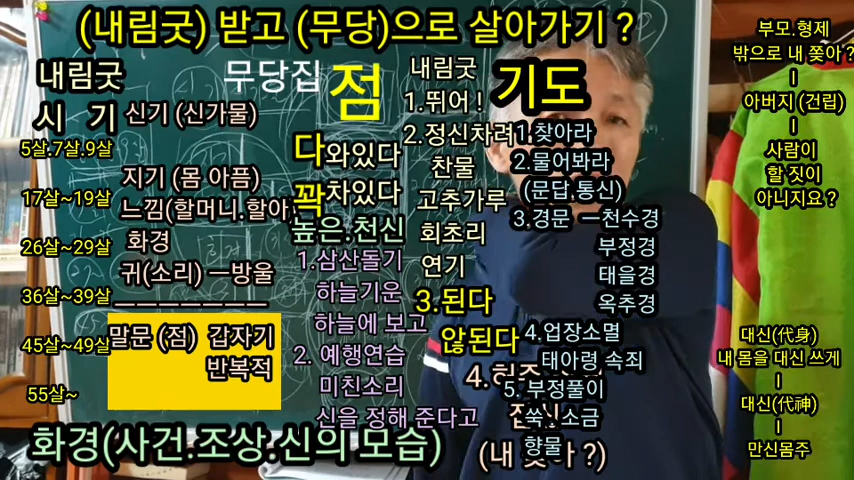 (내림굿) 받고 (무당)으로 살아가기 ?
내림굿
시 기
신기 (신가물)
5살.7살.9살
지기 (몸 아픔)
17살~19살
느낌(할머니.할아
화경
26살~29살
귀(소리) ㅡ방울
36살~39살
45살~49살
말문 (점) 갑자기
반복적
55살~
화경(사건.조상.신의 모습)
무당집 점
다와있다
꽉차있다
높은.천신
1.삼산돌기
하늘기운
하늘에 보고
2. 예행연습
미친소리
신을 정해 준다고
내림굿
1.뛰어 !
2.정신차려
찬물
고추가루
회초리
연기
3.된다
않된다
(내
?)
기도
1.찾아라
2.물어봐라
(문답.통신)
3.경문 ㅡ천수경
부정경
태을경
옥추경
4.업장소멸
태아령 속죄
5. 부정풀이
쑥.소금
향물
부모.형제
밖으로 내 쫒아 ?
ㅣ
아버지 (건립)
ㅣ
사람이
할 짓이
아니지요 ?
대신(代身)
내 몸을 대신 쓰게
ㅣ
대신(代神)
ㅣ
만신몸주